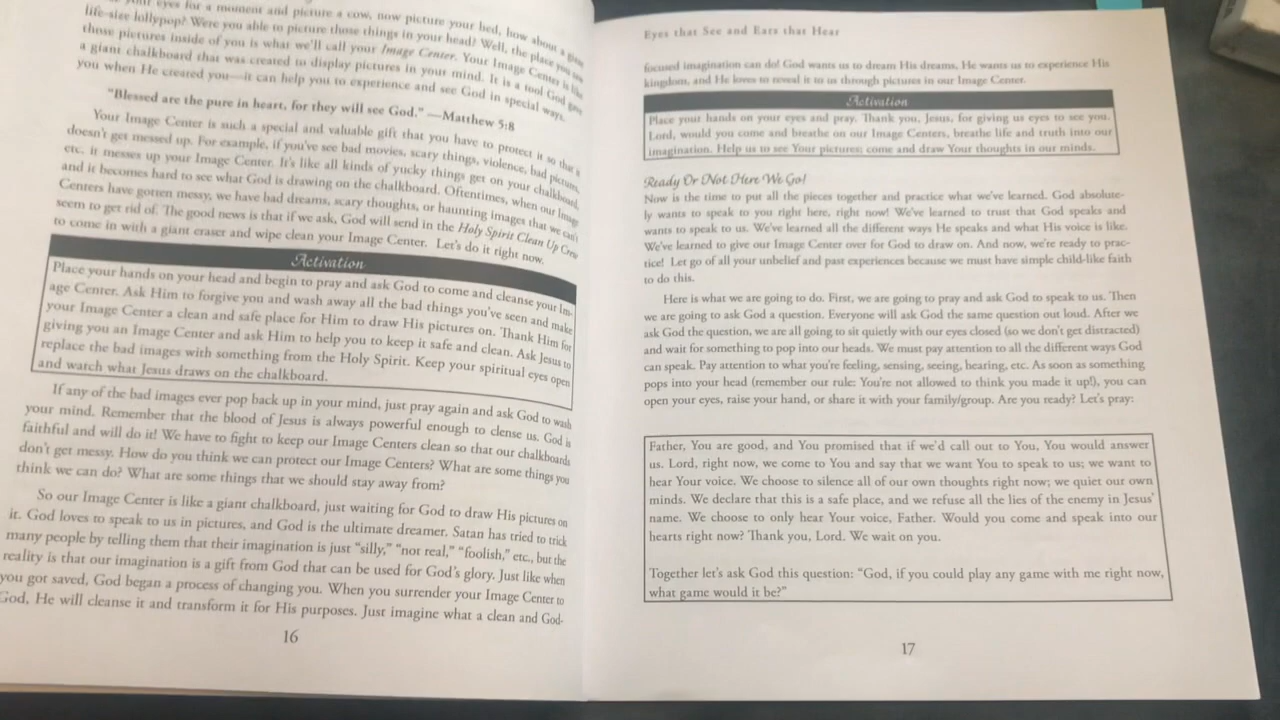 your eyes for a moment and picture a cow, now picture your bed, how about a giant
life-size lollypop? Were you able to picture those things in your head? Well, the place you see
those pictures inside of you is what we'll call your Image Center. Your Image Center is like
a giant chalkboard that was created to display pictures in your mind. It is a tool God gave
you when He created you—it can help you to experience and see God in special ways.
"Blessed are the pure in heart, for they will see God." —Matthew 5:8
Your Image Center is such a special and valuable gift that you have to protect it so that it
doesn't get messed up. For example, if you've see bad movies, scary things, violence, bad pictures,
etc. it messes up your Image Center. It's like all kinds of yucky things get on your chalkboard,
and it becomes hard to see what God is drawing on the chalkboard. Oftentimes, when our Image
Centers have gotten messy, we have bad dreams, scary thoughts, or haunting images that we can't
seem to get rid of. The good news is that if we ask, God will send in the Holy Spirit Clean Up Crew
to come in with a giant eraser and wipe clean your Image Center. Let's do it right now.
Activation
Place your hands on your head and begin to pray and ask God to come and cleanse your Im-
age Center. Ask Him to forgive you and wash away all the bad things you've seen and make
your Image Center a clean and safe place for Him to draw His pictures on. Thank Him for
giving you an Image Center and ask Him to help you to keep it safe and clean. Ask Jesus to
replace the bad images with something from the Holy Spirit. Keep your spiritual eyes open
and watch what Jesus draws on the chalkboard.
If any of the bad images ever pop back up in your mind, just pray again and ask God to wash
your mind. Remember that the blood of Jesus is always powerful enough to clense us. God is
faithful and will do it! We have to fight to keep our Image Centers clean so that our chalkboards
don't get messy. How do you think we can protect our Image Centers? What are some things you
think we can do? What are some things that we should stay away from?
So our Image Center is like a giant chalkboard, just waiting for God to draw His pictures on
it. God loves to speak to us in pictures, and God is the ultimate dreamer. Satan has tried to trick
many people by telling them that their imagination is just "silly," "not real," "foolish," etc., but the
reality is that our imagination is a gift from God that can be used for God's glory. Just like when
you got saved, God began a process of changing you. When you surrender your Image Center to
God, He will cleanse it and transform it for His purposes. Just imagine what a clean and God-
16
Eyes that See and Ears that Hear
focused imagination can do! God wants us to dream His dreams, He wants us to experience His
kingdom, and He loves to reveal it to us through pictures in our Image Center.
Activation
Place your hands on your eyes and pray. Thank you, Jesus, for giving us eyes to see you.
Lord, would you come and breathe on our Image Centers, breathe life and truth into our
imagination. Help us to see Your pictures; come and draw Your thoughts in our minds.
Ready Or Not Here We Go!
Now is the time to put all the pieces together and practice what we've learned. God absolute-
ly wants to speak to you right here, right now! We've learned to trust that God speaks and
wants to speak to us. We've learned all the different ways He speaks and what His voice is like.
We've learned to give our Image Center over for God to draw on. And now, we're ready to prac-
tice! Let go of all your unbelief and past experiences because we must have simple child-like faith
to do this.
Here is what we are going to do. First, we are going to pray and ask God to speak to us. Then
we are going to ask God a question. Everyone will ask God the same question out loud. After we
ask God the question, we are all going to sit quietly with our eyes closed (so we don't get distracted)
and wait for something to pop into our heads. We must pay attention to all the different ways God
can speak. Pay attention to what you're feeling, sensing, seeing, hearing, etc. As soon as something
pops into your head (remember our rule: You're not allowed to think you made it up!), you can
open your eyes, raise your hand, or share it with your family/group. Are you ready? Let's pray:
Father, You are good, and You promised that if we'd call out to You, You would answer
us. Lord, right now, we come to You and say that we want You to speak to us; we want to
hear Your voice. We choose to silence all of our own thoughts right now; we quiet our own
minds. We declare that this is a safe place, and we refuse all the lies of the enemy in Jesus'
name. We choose to only hear Your voice, Father. Would you come and speak into our
hearts right now? Thank you, Lord. We wait on you.
Together let's ask God this question: "God, if you could play any game with me right now,
what game would it be?"
17